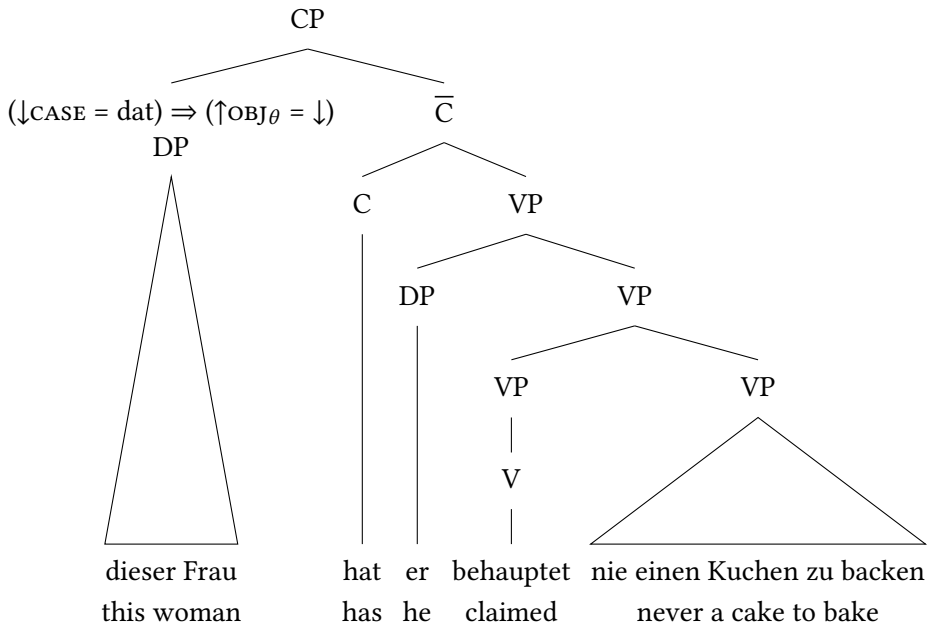 CP
(↓CASE = dat) ⇒ (↑OBJθ = ↓)
C̅
DP
C
VP
DP
VP
VP
VP
V
dieser Frau hat er behauptet nie einen Kuchen zu backen
this woman has he claimed never a cake to bake